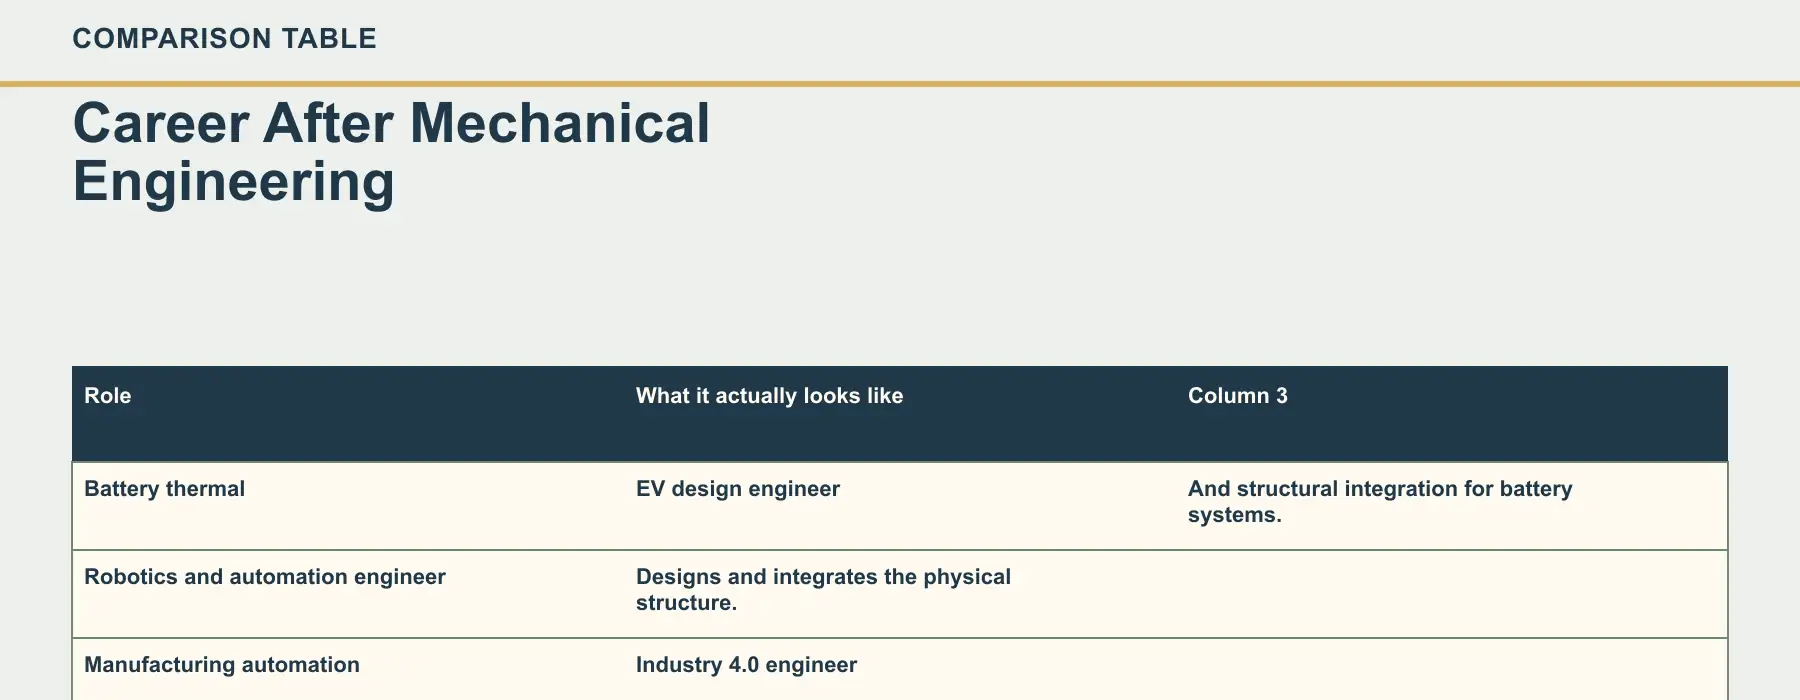 COMPARISON TABLE
Career After Mechanical
Engineering
Role What it actually looks like Column 3
Battery thermal EV design engineer And structural integration for battery
systems.
Robotics and automation engineer Designs and integrates the physical
structure.
Manufacturing automation Industry 4.0 engineer